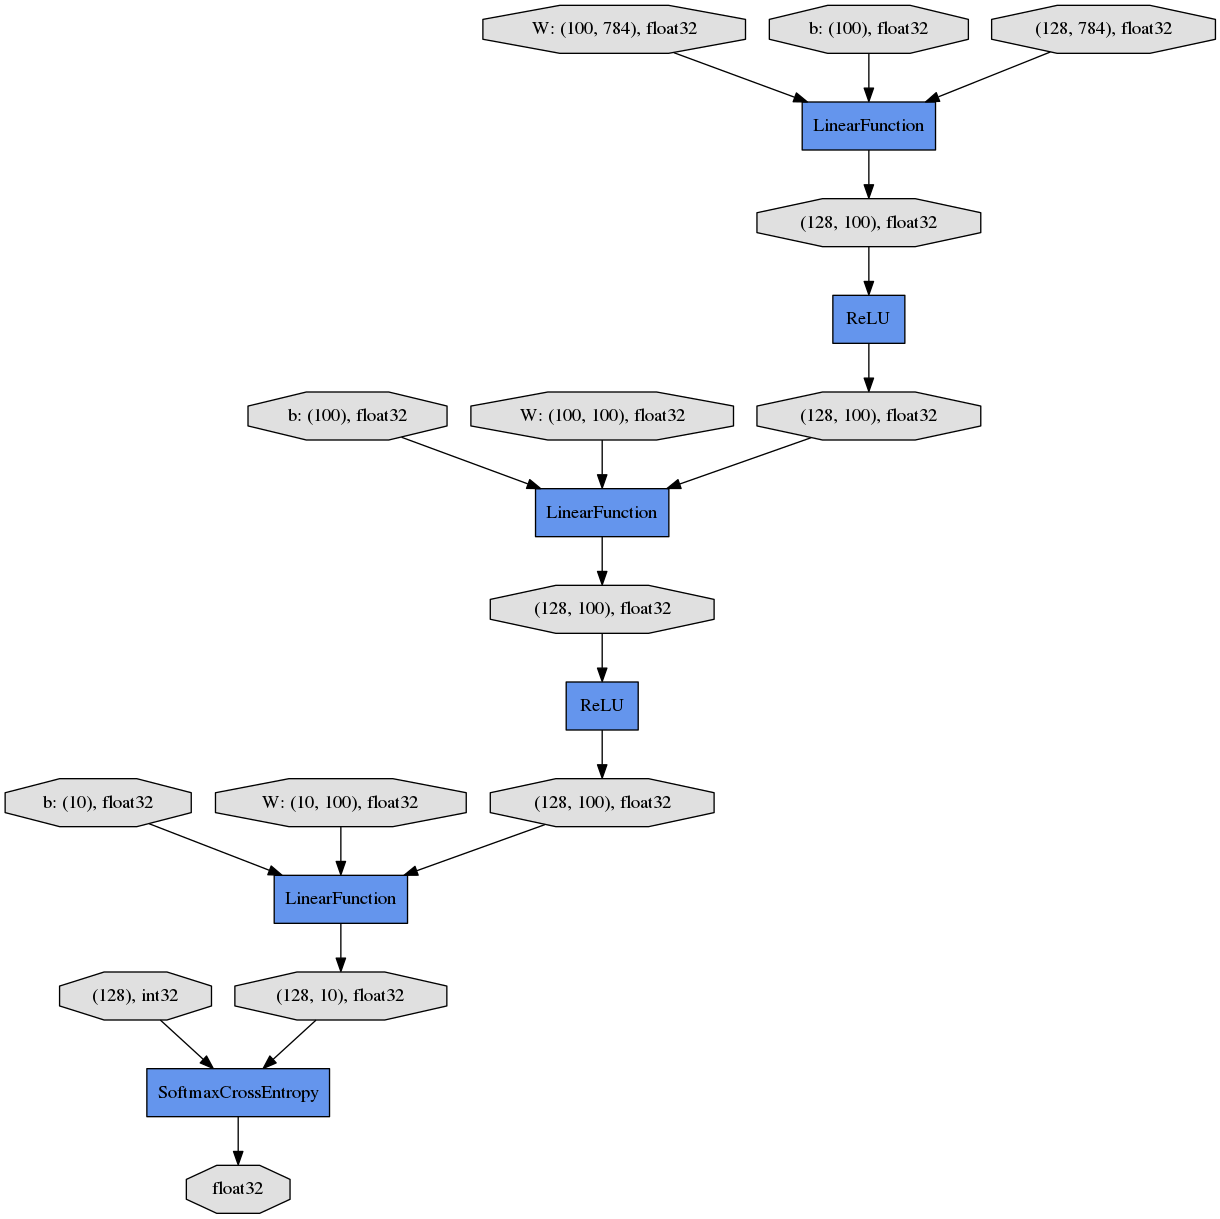 W: (100, 784), float32
b: (100), float32
(128, 784), float32
LinearFunction
(128, 100), float32
ReLU
b: (100), float32
W: (100, 100), float32
(128, 100), float32
LinearFunction
(128, 100), float32
ReLU
b: (10), float32
W: (10, 100), float32
(128, 100), float32
LinearFunction
(128), int32
(128, 10), float32
SoftmaxCrossEntropy
float32